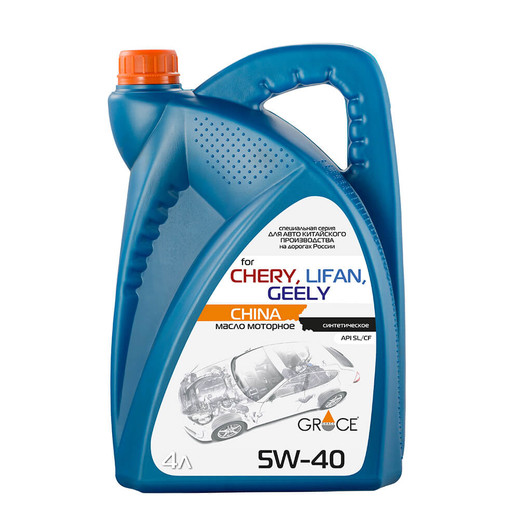 специальная серия
ДЛЯ АВТО КИТАЙСКОГО
ПРОИЗВОДСТВА
на дорогах России
for
CHERY, LIFAN,
GEELY
CHINA
МАСЛО МОТОРНОЕ
СИНТЕТИЧЕСКОЕ
API SL/CF
GRACE
4л
5W-40